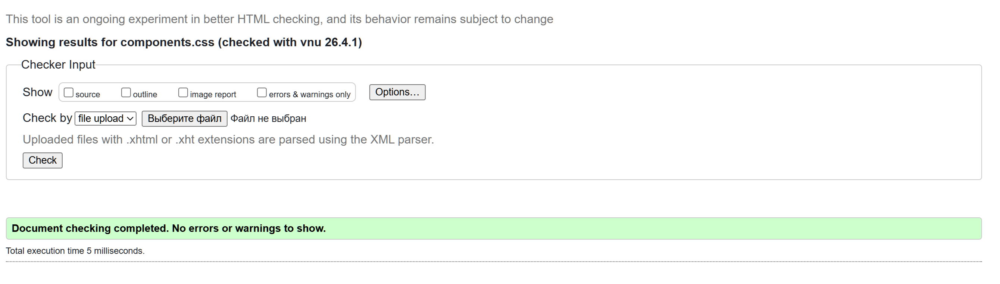 This tool is an ongoing experiment in better HTML checking, and its behavior remains subject to change
Showing results for components.css (checked with vnu 26.4.1)
Checker Input
Show source outline image report errors & warnings only Options...
Check by file upload Выберите файл Файл не выбран
Uploaded files with .xhtml or .xht extensions are parsed using the XML parser.
Check
Document checking completed. No errors or warnings to show.
Total execution time 5 milliseconds.